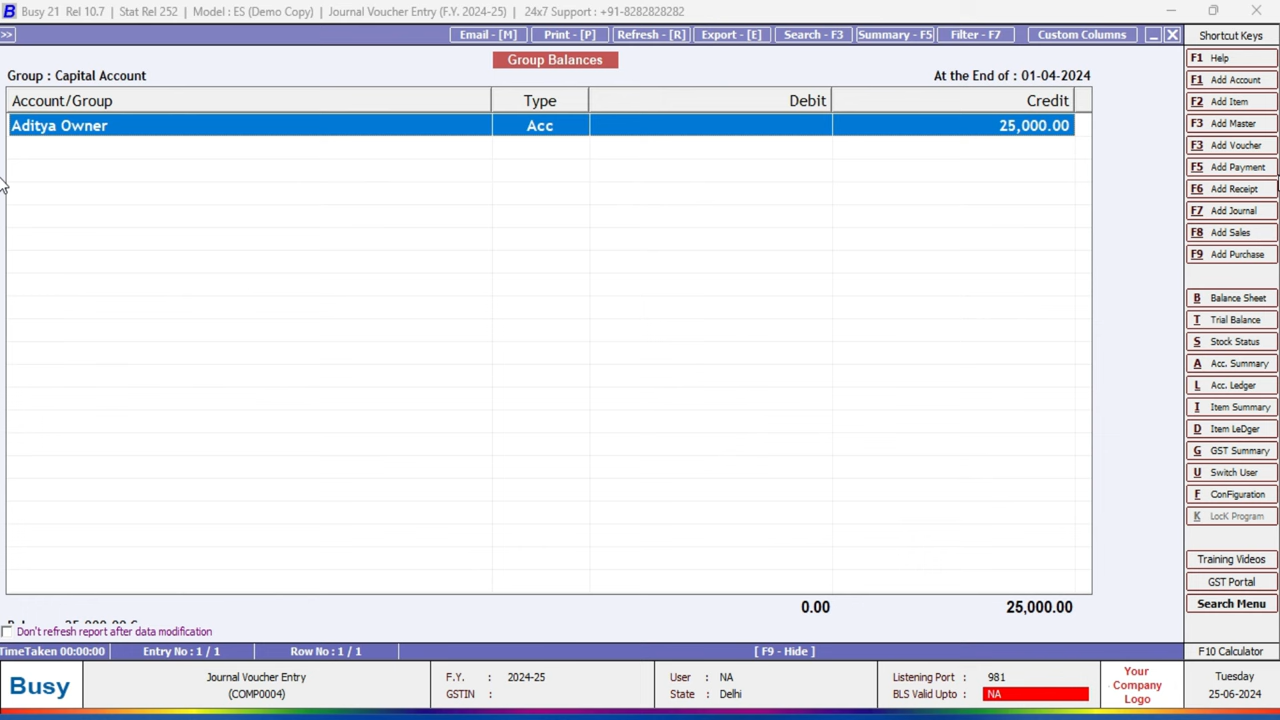 B Busy 21 Rel 10.7 | Stat Rel 252 | Model : ES (Demo Copy) | Journal Voucher Entry (F.Y. 2024-25) | 24x7 Support : +91-8282828282
>> Email - [M] Print - [P] Refresh - [R] Export - [E] Search - F3 Summary - F5 Filter - F7 Custom Columns Shortcut Keys
Group Balances
Group : Capital Account At the End of : 01-04-2024
Account/Group Type Debit Credit
Aditya Owner Acc 25,000.00
F1 Help
F1 Add Account
F2 Add Item
F3 Add Master
F3 Add Voucher
F5 Add Payment
F6 Add Receipt
F7 Add Journal
F8 Add Sales
F9 Add Purchase
B Balance Sheet
T Trial Balance
S Stock Status
A Acc. Summary
L Acc. Ledger
I Item Summary
D Item LeDger
G GST Summary
U Switch User
F ConFiguration
K LocK Program
Training Videos
GST Portal
Search Menu
0.00 25,000.00
Don't refresh report after data modification
TimeTaken 00:00:00 Entry No : 1 / 1 Row No : 1 / 1 [ F9 - Hide ] F10 Calculator
Busy
Journal Voucher Entry
(COMP0004)
F.Y. : 2024-25
GSTIN :
User : NA
State : Delhi
Listening Port : 981
BLS Valid Upto : NA
Your
Company
Logo
Tuesday
25-06-2024